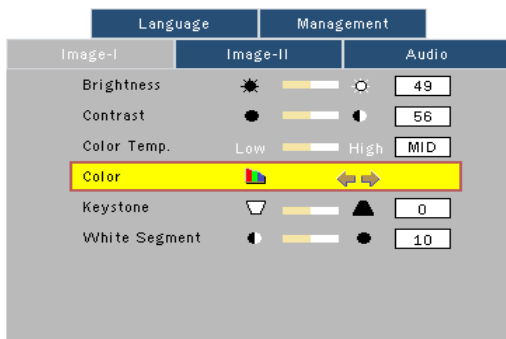 Language Management
Image-I Image-II Audio
Brightness 49
Contrast 56
Color Temp. Low High MID
Color
Keystone 0
White Segment 10